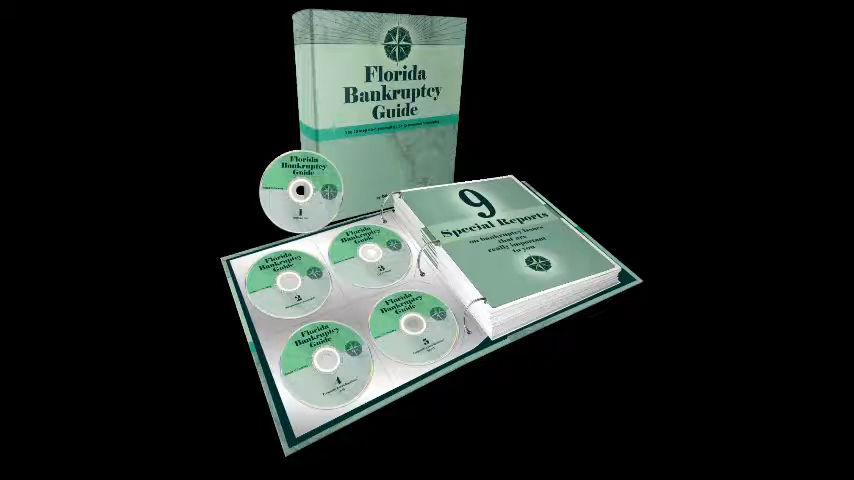 Florida
Bankruptcy
Guide
Florida
Bankruptcy
Guide
1
Florida
Bankruptcy
Guide
2
Florida
Bankruptcy
Guide
3
Florida
Bankruptcy
Guide
4
Florida
Bankruptcy
Guide
5
9
Special Reports
on bankruptcy issues
that are
really important
to you